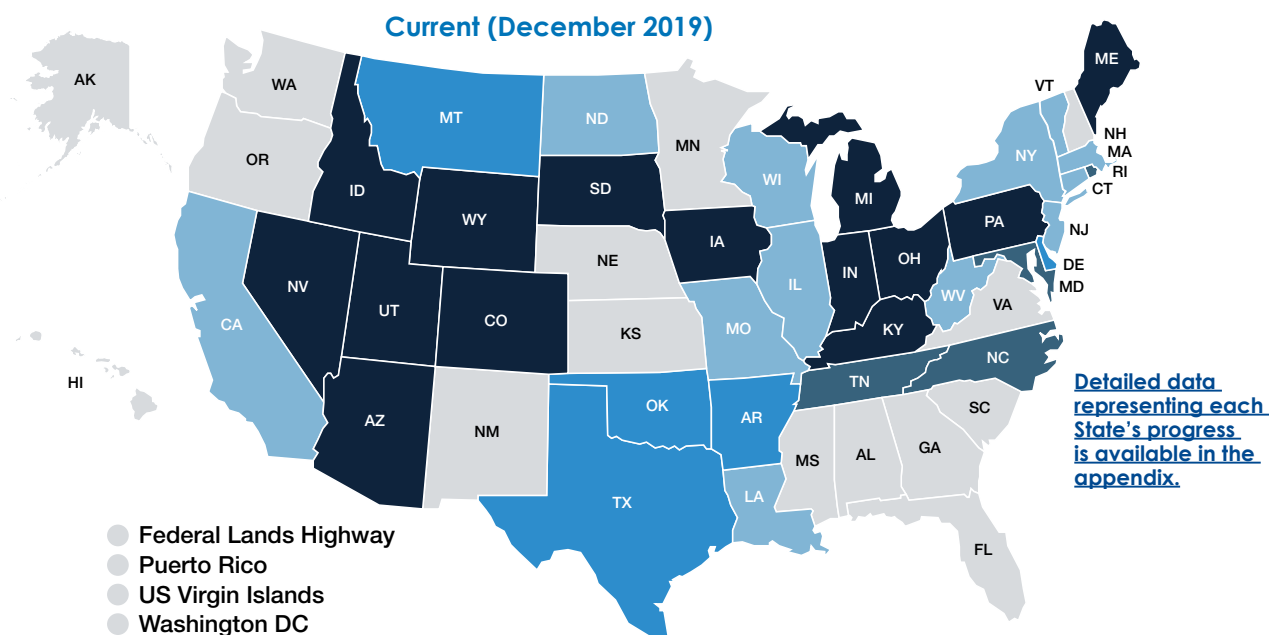 Current (December 2019)
AK
WA
MT
ND
MN
VT
ME
NH
MA
RI
CT
OR
ID
WY
SD
WI
MI
NY
PA
NJ
DE
MD
NV
UT
CO
NE
IA
IL
IN
OH
WV
VA
CA
KS
MO
KY
HI
AZ
NM
OK
AR
TN
NC
SC
TX
LA
MS
AL
GA
FL
Detailed data
representing each
State's progress
is available in the
appendix.
Federal Lands Highway
Puerto Rico
US Virgin Islands
Washington DC